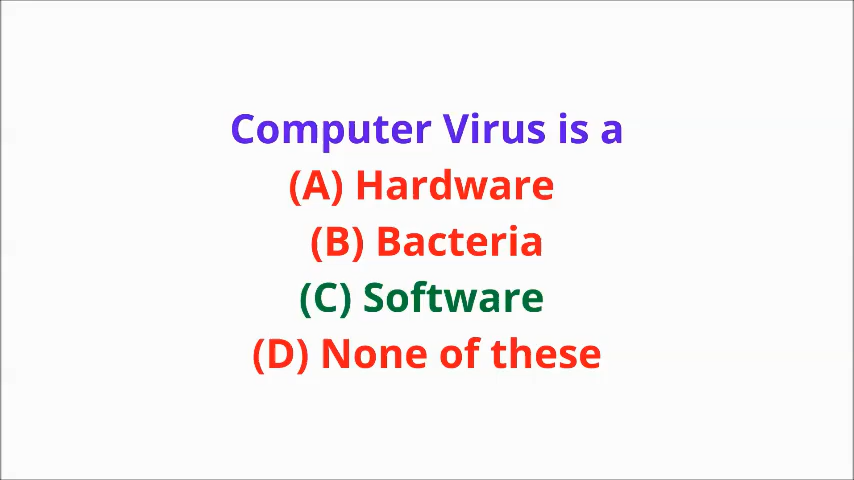 Computer Virus is a
(A) Hardware
(B) Bacteria
(C) Software
(D) None of these